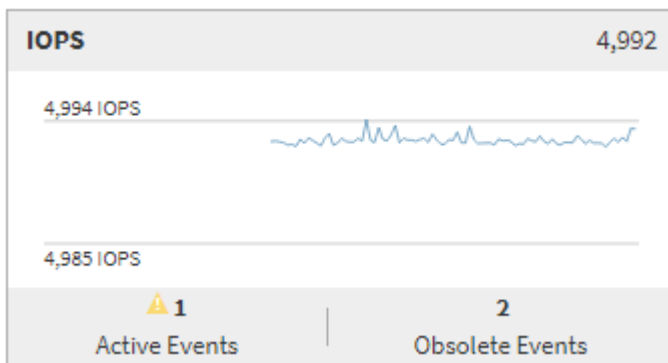 IOPS 4,992
4,994 IOPS
4,985 IOPS
1 2
Active Events Obsolete Events